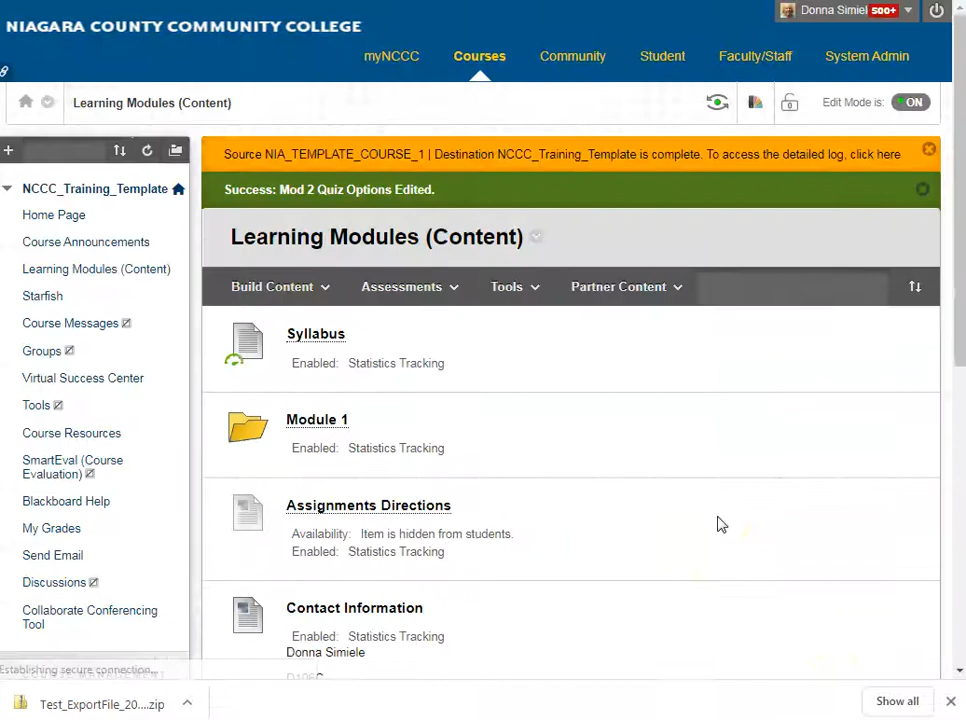 Donna Simiel 500+
NIAGARA COUNTY COMMUNITY COLLEGE
myNCCC Courses Community Student Faculty/Staff System Admin
Learning Modules (Content)
Edit Mode is: ON
Source NIA_TEMPLATE_COURSE_1 | Destination NCCC_Training_Template is complete. To access the detailed log, click here
Success: Mod 2 Quiz Options Edited.
NCCC_Training_Template
Home Page
Course Announcements
Learning Modules (Content)
Starfish
Course Messages
Groups
Virtual Success Center
Tools
Course Resources
SmartEval (Course
Evaluation)
Blackboard Help
My Grades
Send Email
Discussions
Collaborate Conferencing
Tool
Learning Modules (Content)
Build Content Assessments Tools Partner Content
Syllabus
Enabled: Statistics Tracking
Module 1
Enabled: Statistics Tracking
Assignments Directions
Availability: Item is hidden from students.
Enabled: Statistics Tracking
Contact Information
Enabled: Statistics Tracking
Donna Simiele
Establishing secure connection...
Test_ExportFile_20....zip
Show all